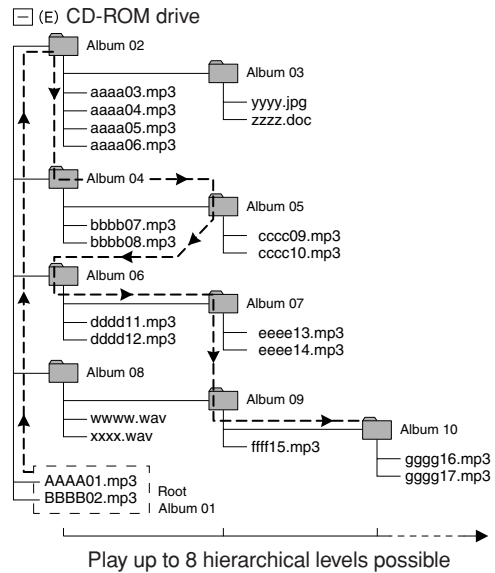 (E) CD-ROM drive
Album 02
Album 03
aaaa03.mp3
aaaa04.mp3
aaaa05.mp3
aaaa06.mp3
yyyy.jpg
zzzz.doc
Album 04
Album 05
bbbb07.mp3
bbbb08.mp3
cccc09.mp3
cccc10.mp3
Album 06
Album 07
dddd11.mp3
dddd12.mp3
eeee13.mp3
eeee14.mp3
Album 08
Album 09
wwww.wav
xxxx.wav
ffff15.mp3
Album 10
gggg16.mp3
gggg17.mp3
AAAA01.mp3
BBBB02.mp3
Root
Album 01
Play up to 8 hierarchical levels possible